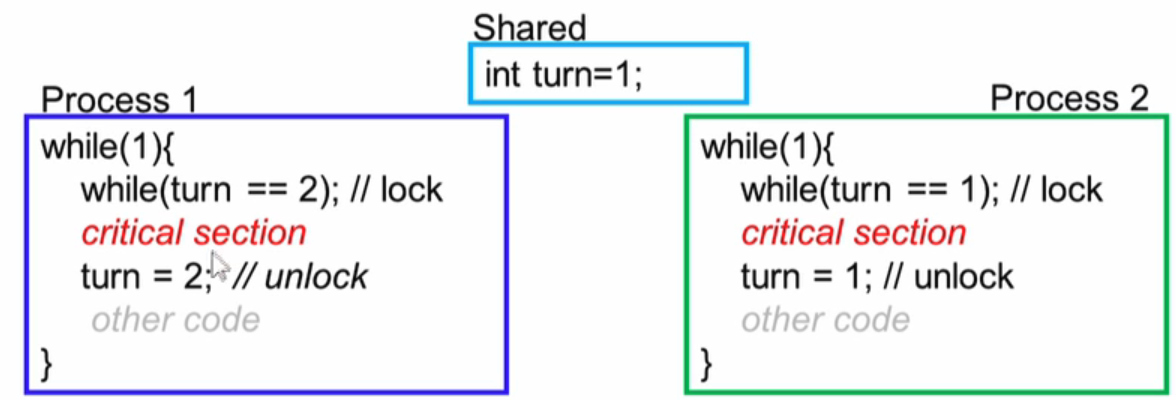 Shared
int turn=1;
Process 1
while(1){
while(turn == 2); // lock
critical section
turn = 2; // unlock
other code
}
Process 2
while(1){
while(turn == 1); // lock
critical section
turn = 1; // unlock
other code
}